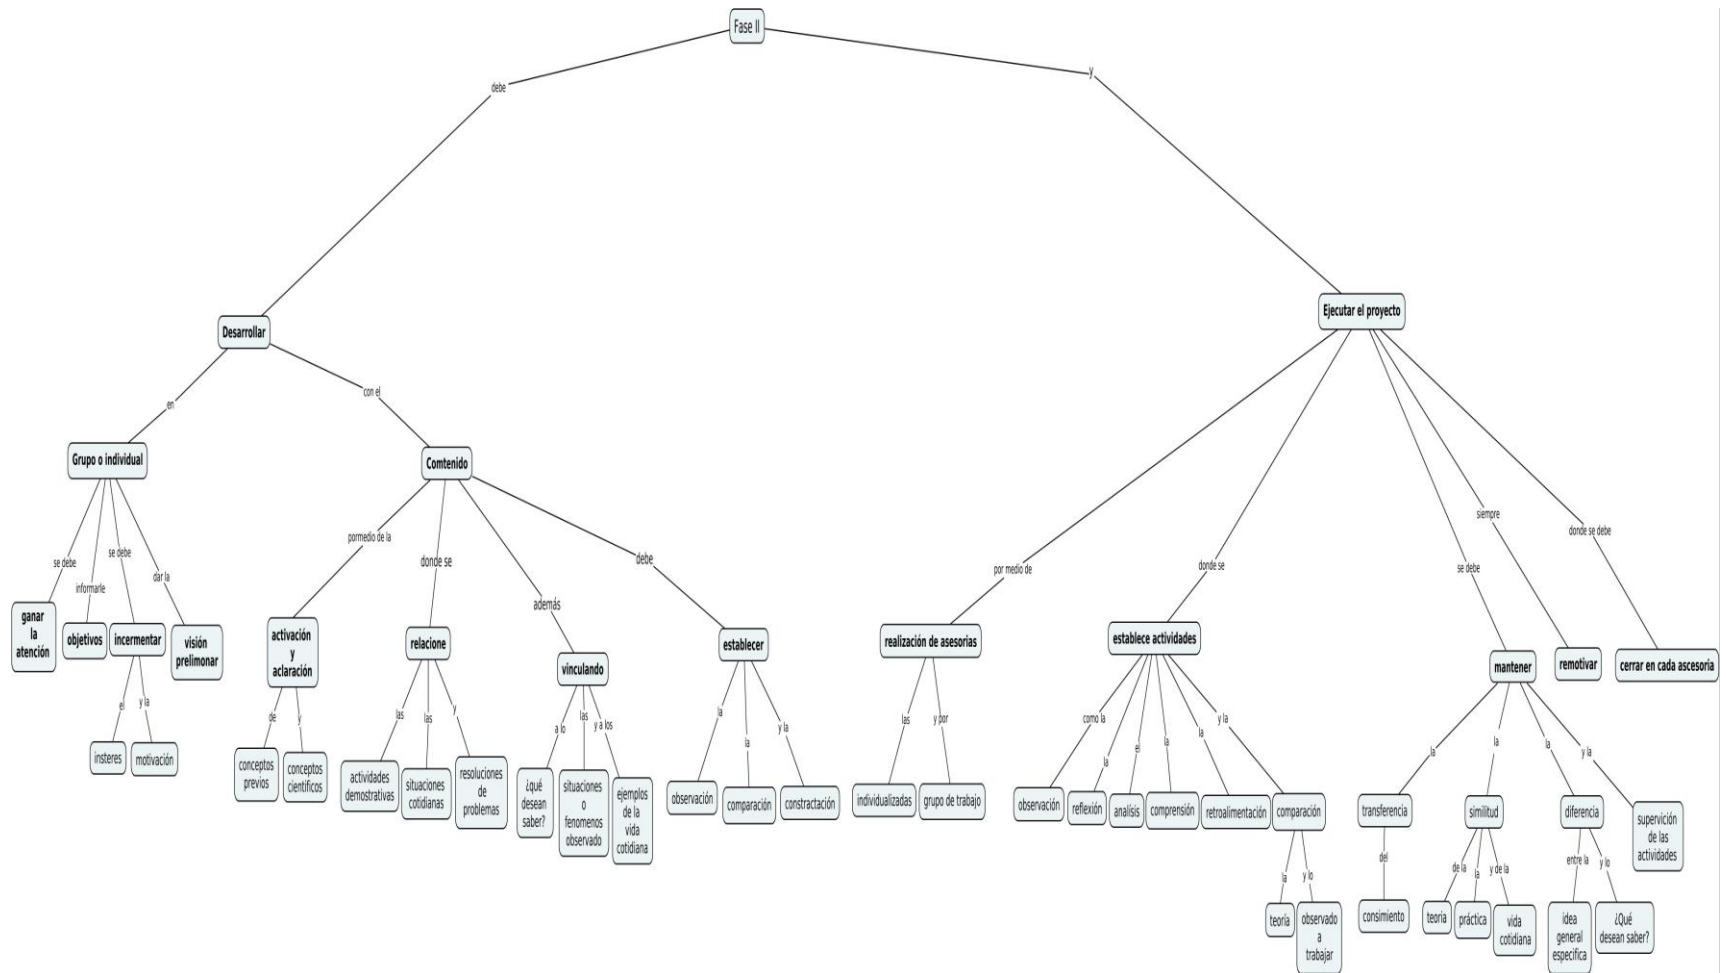 Fase II
debe
y
Desarrollar
Ejecutar el proyecto
en
con el
Grupo o individual
Comtenido
se debe
informarle
se debe
dar la
ganar
la
atención
objetivos
incermentar
visión
prelimonar
el
y la
insteres
motivación
pormedio de la
donde se
además
debe
activación
y
aclaración
relacione
vinculando
establecer
de
y
conceptos
previos
conceptos
cientificos
las
las
y
actividades
demostrativas
situaciones
cotidianas
resoluciones
de
problemas
a lo
las
y a los
¿qué
desean
saber?
situaciones
o
fenomenos
observado
ejemplos
de la
vida
cotidiana
la
la
y la
observación
comparación
constractación
por medio de
donde se
se debe
siempre
donde se debe
realización de asesorias
establece actividades
mantener
remotivar
cerrar en cada ascesoria
las
y por
individualizadas
grupo de trabajo
como la
la
el
la
la
y la
observación
reflexión
analísis
comprensión
retroalimentación
comparación
la
y lo
teoría
observado
a
trabajar
la
la
la
y la
transferencia
similitud
diferencia
supervición
de las
actividades
del
consimiento
de la
la
y de la
teoria
práctica
vida
cotidiana
entre la
y lo
idea
general
especifica
¿Qué
desean saber?